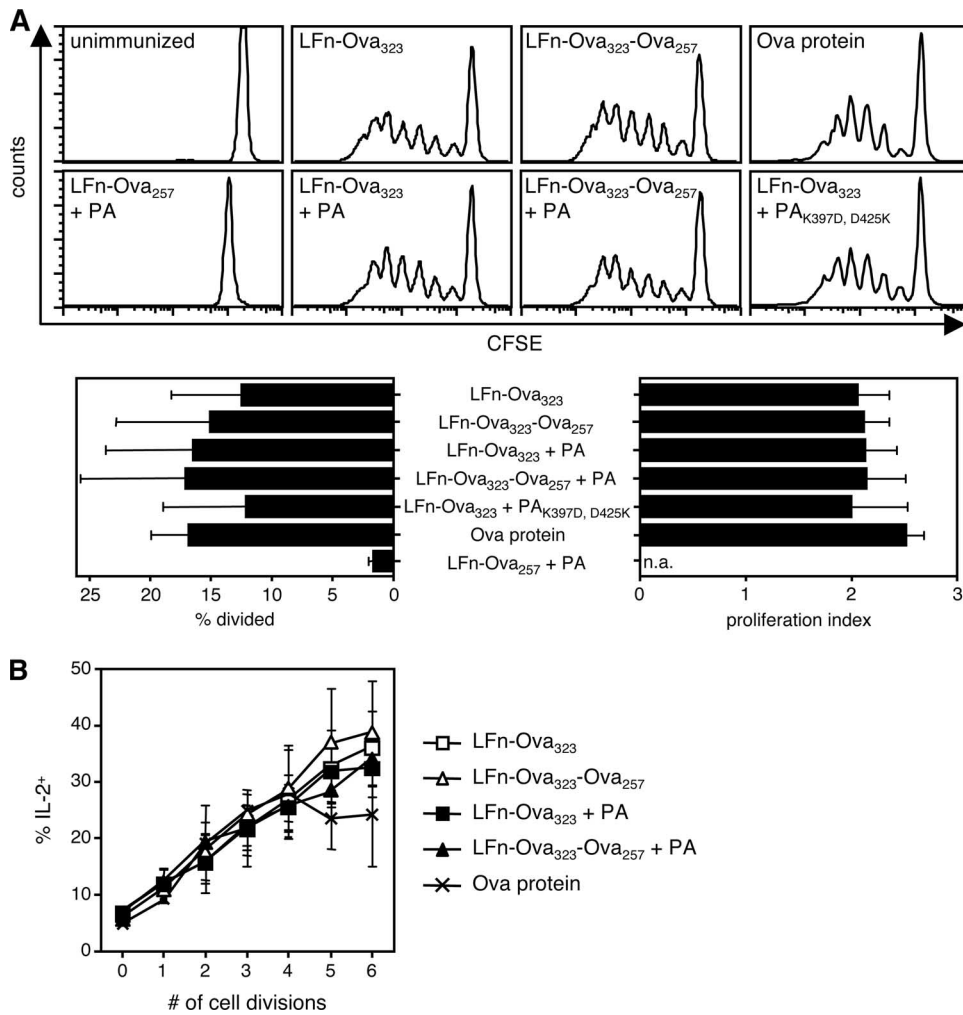 A
unimmunized
LFn-Ova323
LFn-Ova323-Ova257
Ova protein
counts
LFn-Ova257
+ PA
LFn-Ova323
+ PA
LFn-Ova323-Ova257
+ PA
LFn-Ova323
+ PAK397D, D425K
CFSE
LFn-Ova323
LFn-Ova323-Ova257
LFn-Ova323 + PA
LFn-Ova323-Ova257 + PA
LFn-Ova323 + PAK397D, D425K
Ova protein
LFn-Ova257 + PA
n.a.
25 20 15 10 5 0
% divided
0 1 2 3
proliferation index
B
50
40
30
20
10
0
% IL-2+
0 1 2 3 4 5 6
# of cell divisions
LFn-Ova323
LFn-Ova323-Ova257
LFn-Ova323 + PA
LFn-Ova323-Ova257 + PA
Ova protein